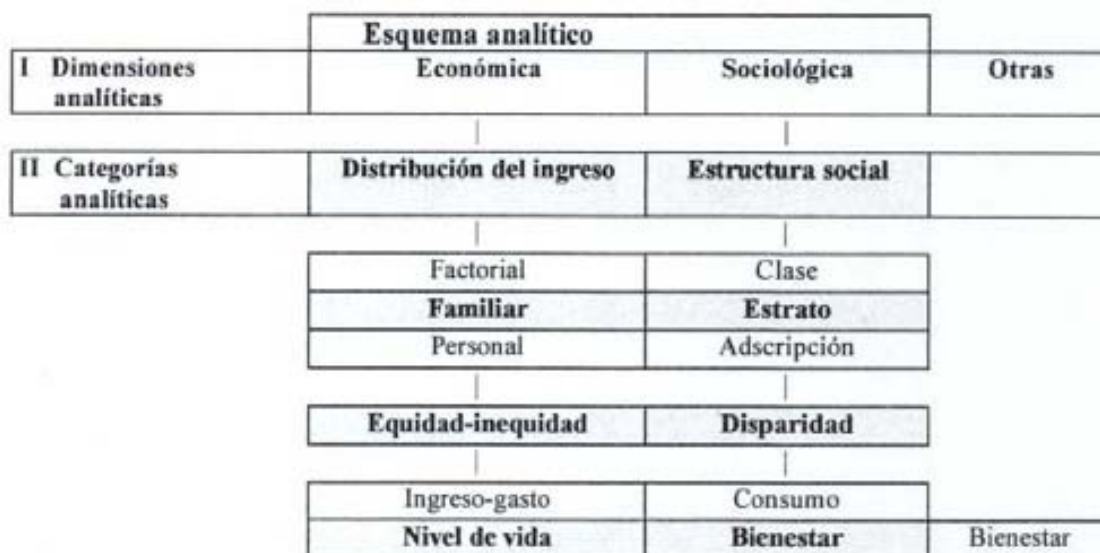 Esquema analítico
I Dimensiones analíticas Económica Sociológica Otras
II Categorías analíticas Distribución del ingreso Estructura social
Factorial Clase
Familiar Estrato
Personal Adscripción
Equidad-inequidad Disparidad
Ingreso-gasto Consumo
Nivel de vida Bienestar Bienestar